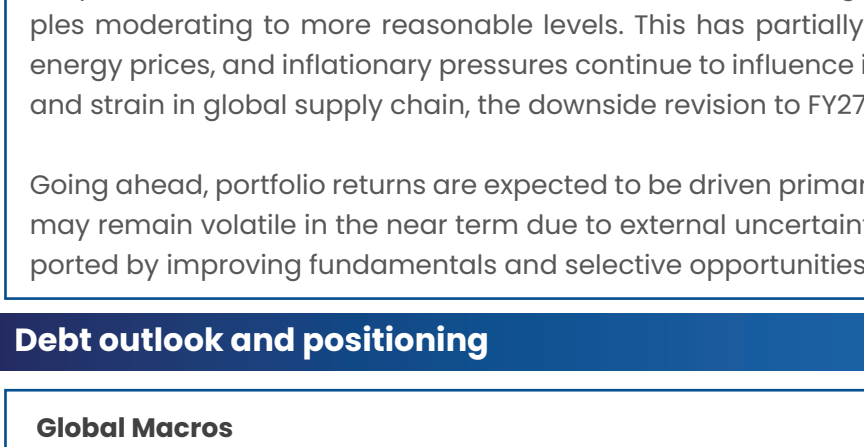 ples moderating to more reasonable levels. This has partially
energy prices, and inflationary pressures continue to influence
and strain in global supply chain, the downside revision to FY27
Going ahead, portfolio returns are expected to be driven
may remain volatile in the near term due to external
ported by improving fundamentals and selective opportunities
Debt outlook and positioning
Global Macros